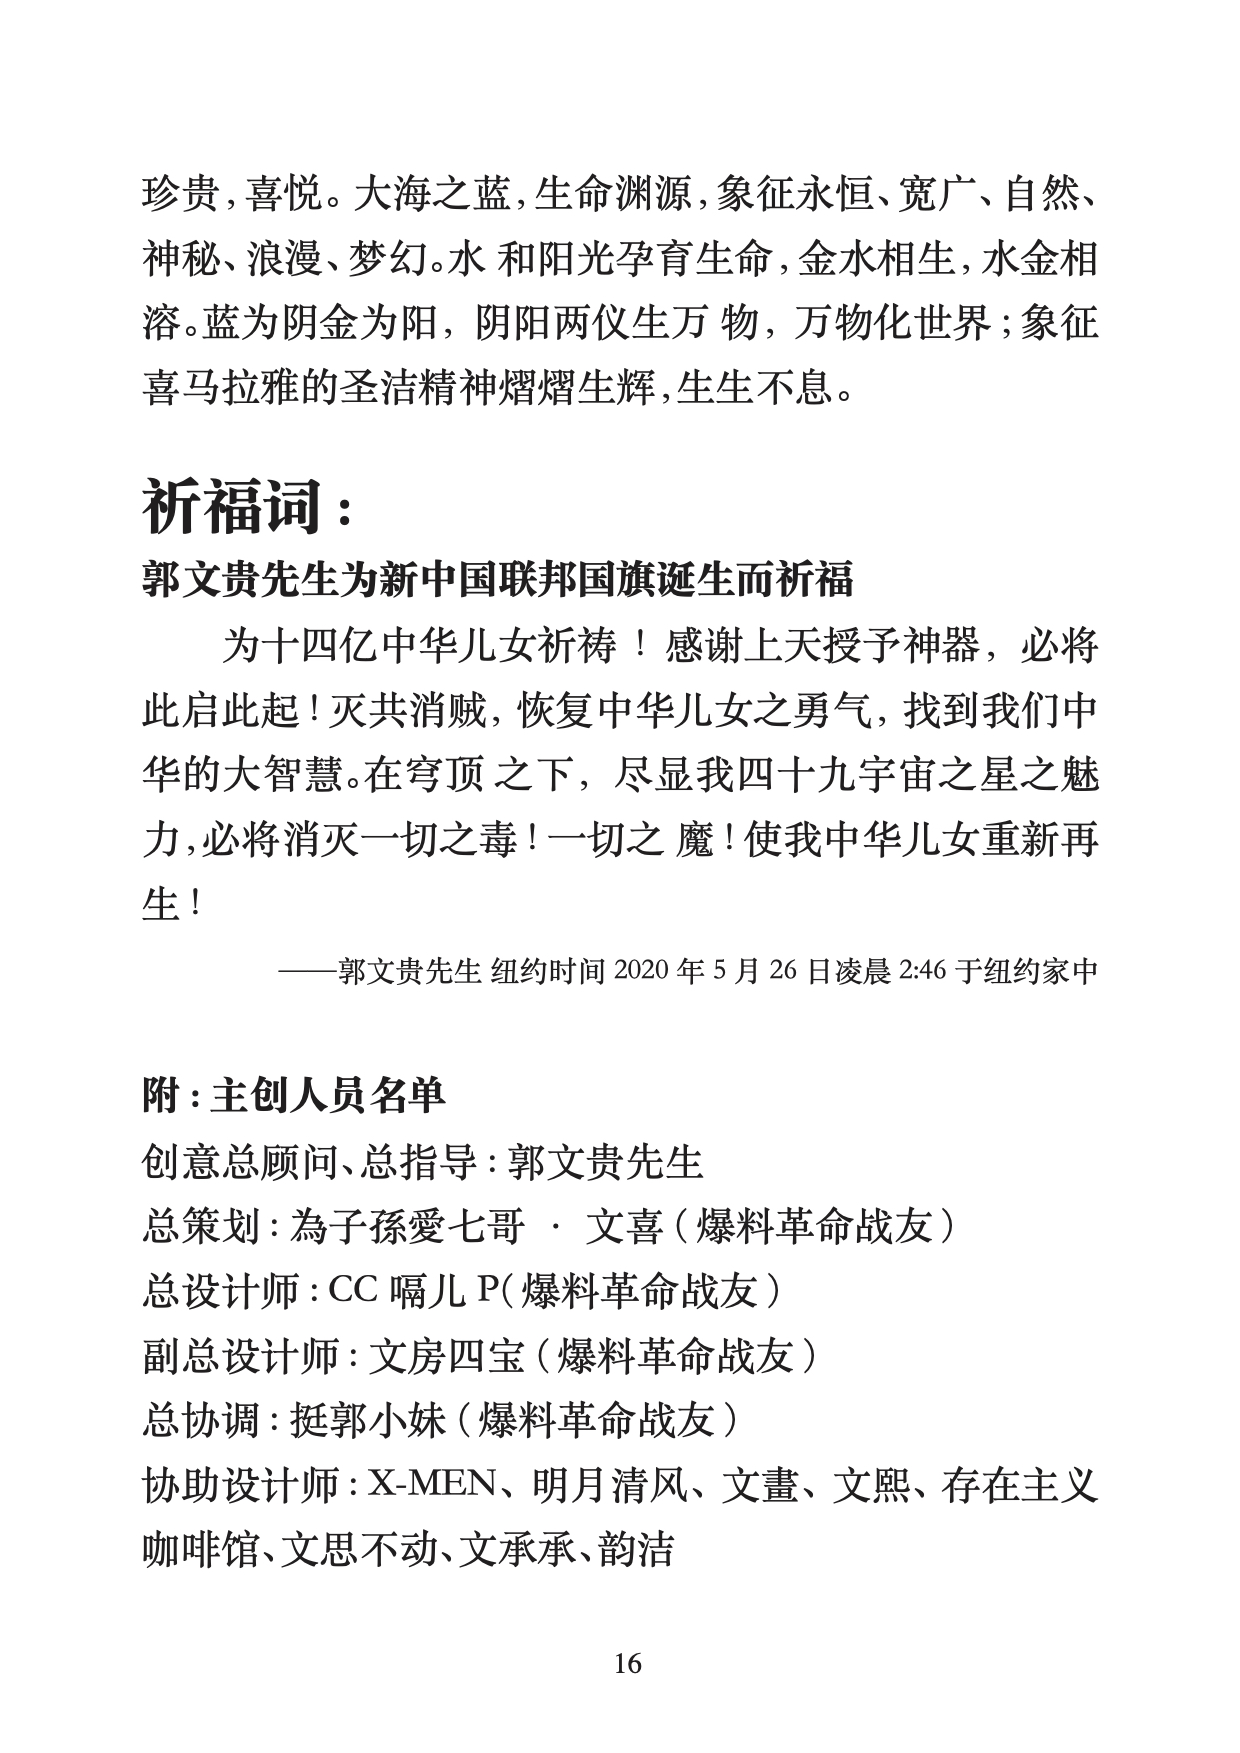 珍贵，喜悦。大海之蓝，生命渊源，象征永恒、宽广、自然、
神秘、浪漫、梦幻。水 和阳光孕育生命，金水相生，水金相
溶。蓝为阴金为阳，阴阳两仪生万 物，万物化世界；象征
喜马拉雅的圣洁精神熠熠生辉，生生不息。
祈福词：
郭文贵先生为新中国联邦国旗诞生而祈福
为十四亿中华儿女祈祷！感谢上天授予神器，必将
此启此起！灭共消贼，恢复中华儿女之勇气，找到我们中
华的大智慧。在穹顶 之下，尽显我四十九宇宙之星之魅
力，必将消灭一切之毒！一切之 魔！使我中华儿女重新再
生！
——郭文贵先生 纽约时间 2020 年 5 月 26 日凌晨 2:46 于纽约家中
附：主创人员名单
创意总顾问、总指导：郭文贵先生
总策划：為子孫愛七哥 · 文喜（爆料革命战友）
总设计师：CC 嗝儿 P(爆料革命战友）
副总设计师：文房四宝（爆料革命战友）
总协调：挺郭小妹（爆料革命战友）
协助设计师：X-MEN、明月清风、文畫、文熙、存在主义
咖啡馆、文思不动、文承承、韵洁
16